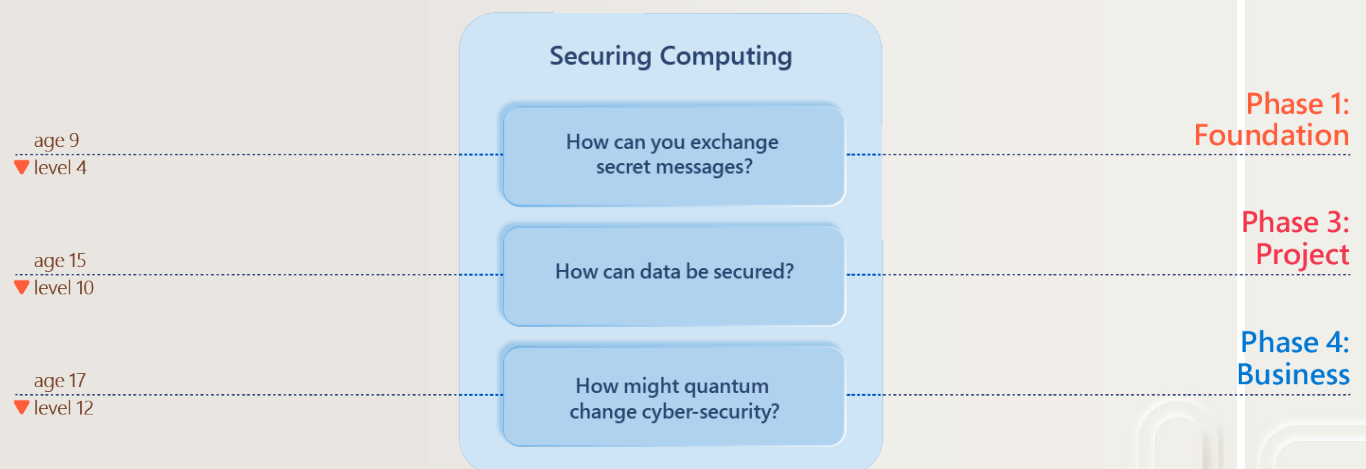 Securing Computing
Phase 1:
Foundation
age 9
level 4
How can you exchange
secret messages?
Phase 3:
Project
age 15
level 10
How can data be secured?
Phase 4:
Business
age 17
level 12
How might quantum
change cyber-security?